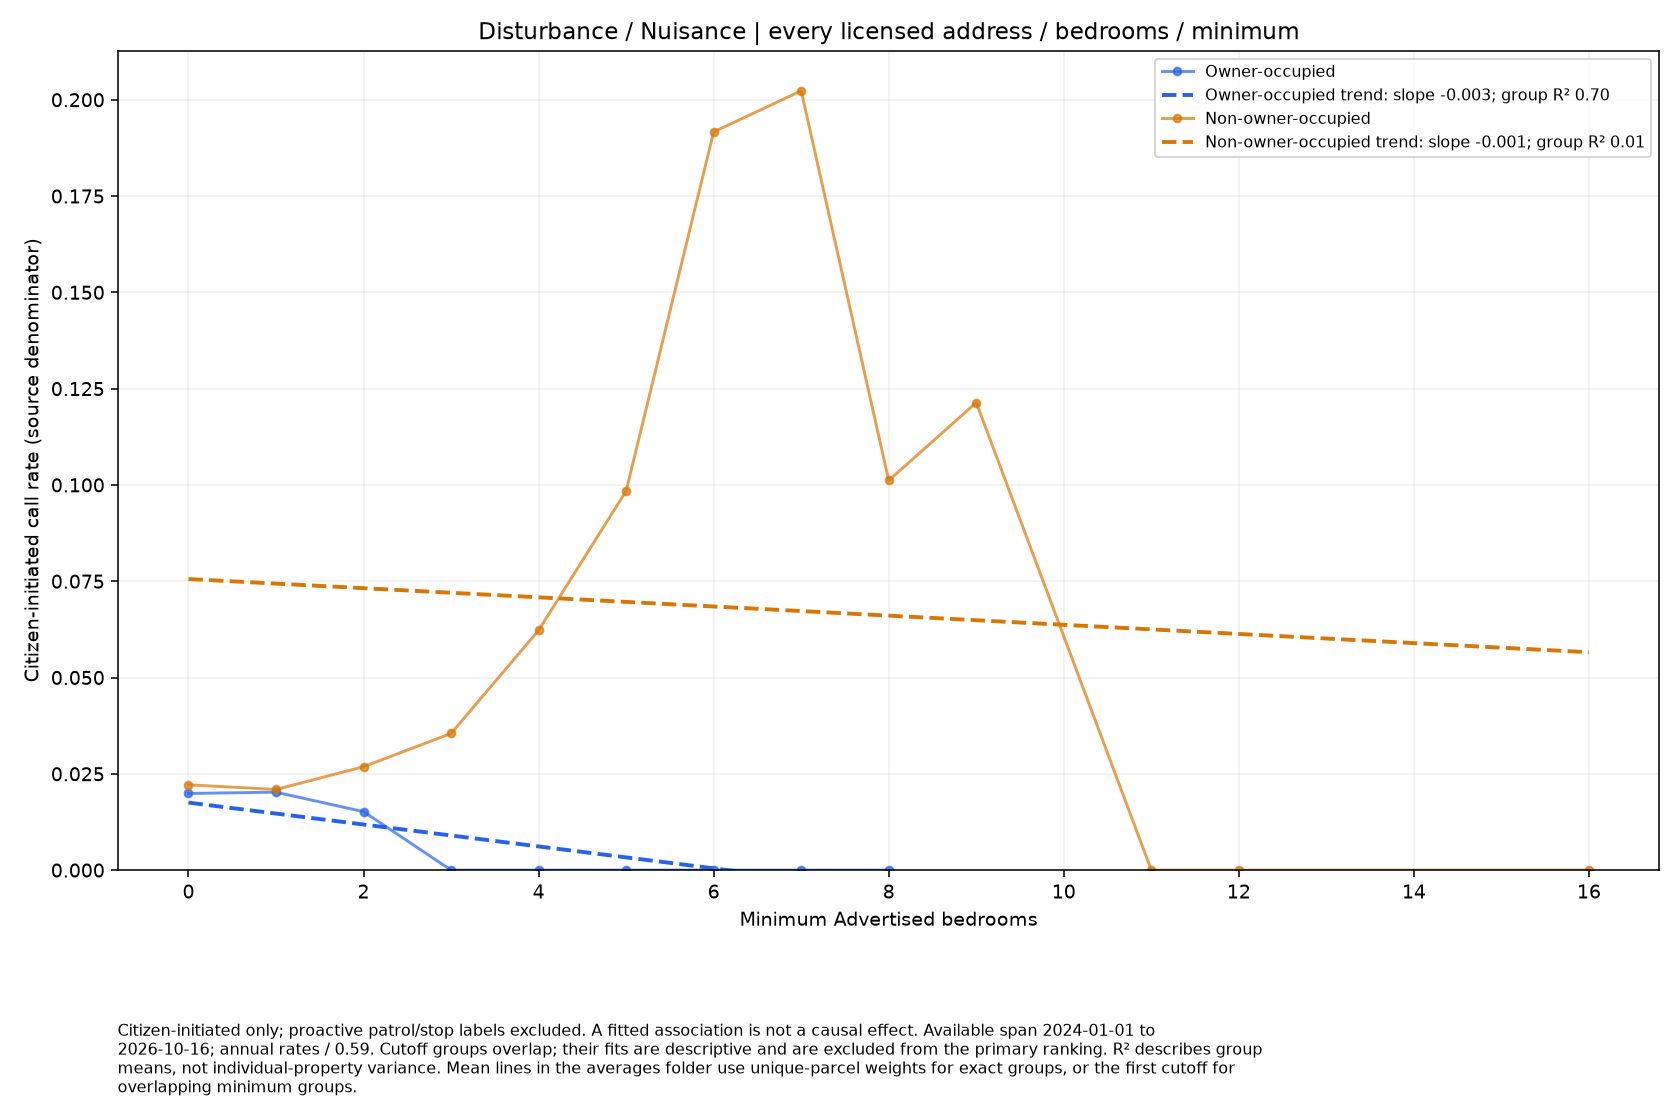 Disturbance / Nuisance | every licensed address / bedrooms / minimum
Owner-occupied
Owner-occupied trend: slope -0.003; group R² 0.70
Non-owner-occupied
Non-owner-occupied trend: slope -0.001; group R² 0.01
Citizen-initiated call rate (source denominator)
0.200
0.175
0.150
0.125
0.100
0.075
0.050
0.025
0.000
0 2 4 6 8 10 12 14 16
Minimum Advertised bedrooms
Citizen-initiated only; proactive patrol/stop labels excluded. A fitted association is not a causal effect. Available span 2024-01-01 to
2026-10-16; annual rates / 0.59. Cutoff groups overlap; their fits are descriptive and are excluded from the primary ranking. R² describes group
means, not individual-property variance. Mean lines in the averages folder use unique-parcel weights for exact groups, or the first cutoff for
overlapping minimum groups.